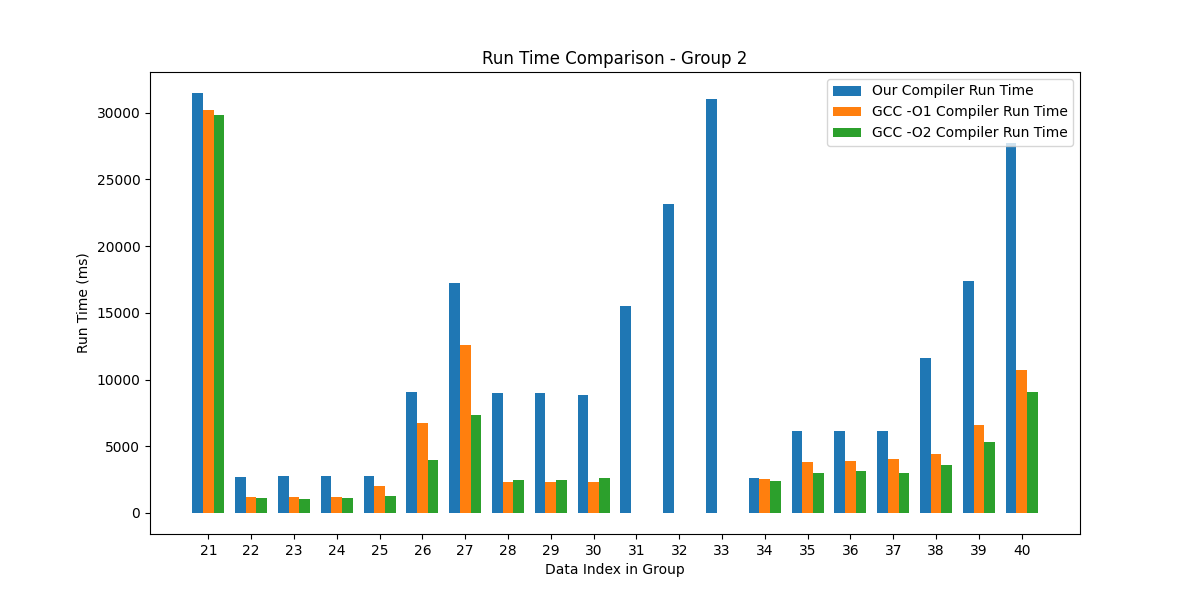 Run Time Comparison - Group 2
Our Compiler Run Time
GCC -O1 Compiler Run Time
GCC -O2 Compiler Run Time
Run Time (ms)
30000
25000
20000
15000
10000
5000
0
21 22 23 24 25 26 27 28 29 30 31 32 33 34 35 36 37 38 39 40
Data Index in Group